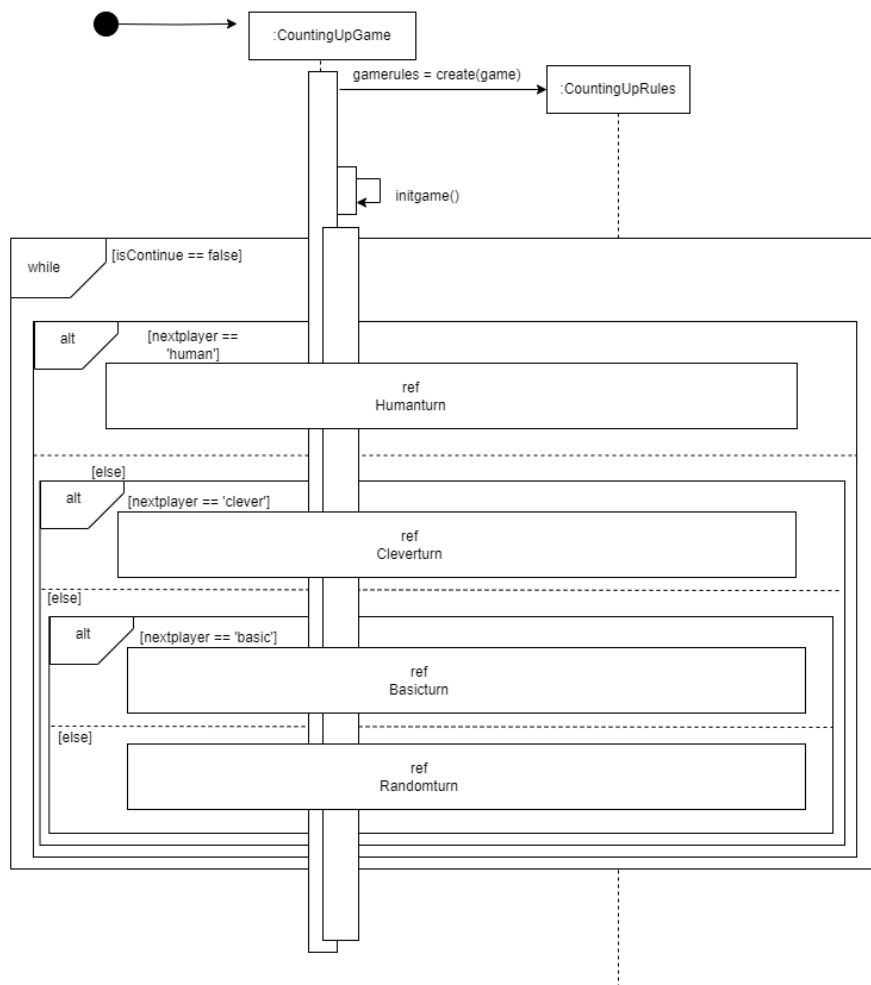 :CountingUpGame
gamerules = create(game)
:CountingUpRules
initgame()
while
[isContinue == false]
alt
[nextplayer ==
'human']
ref
Humanturn
[else]
alt
[nextplayer == 'clever']
ref
Cleverturn
[else]
alt
[nextplayer == 'basic']
ref
Basicturn
[else]
ref
Randomturn